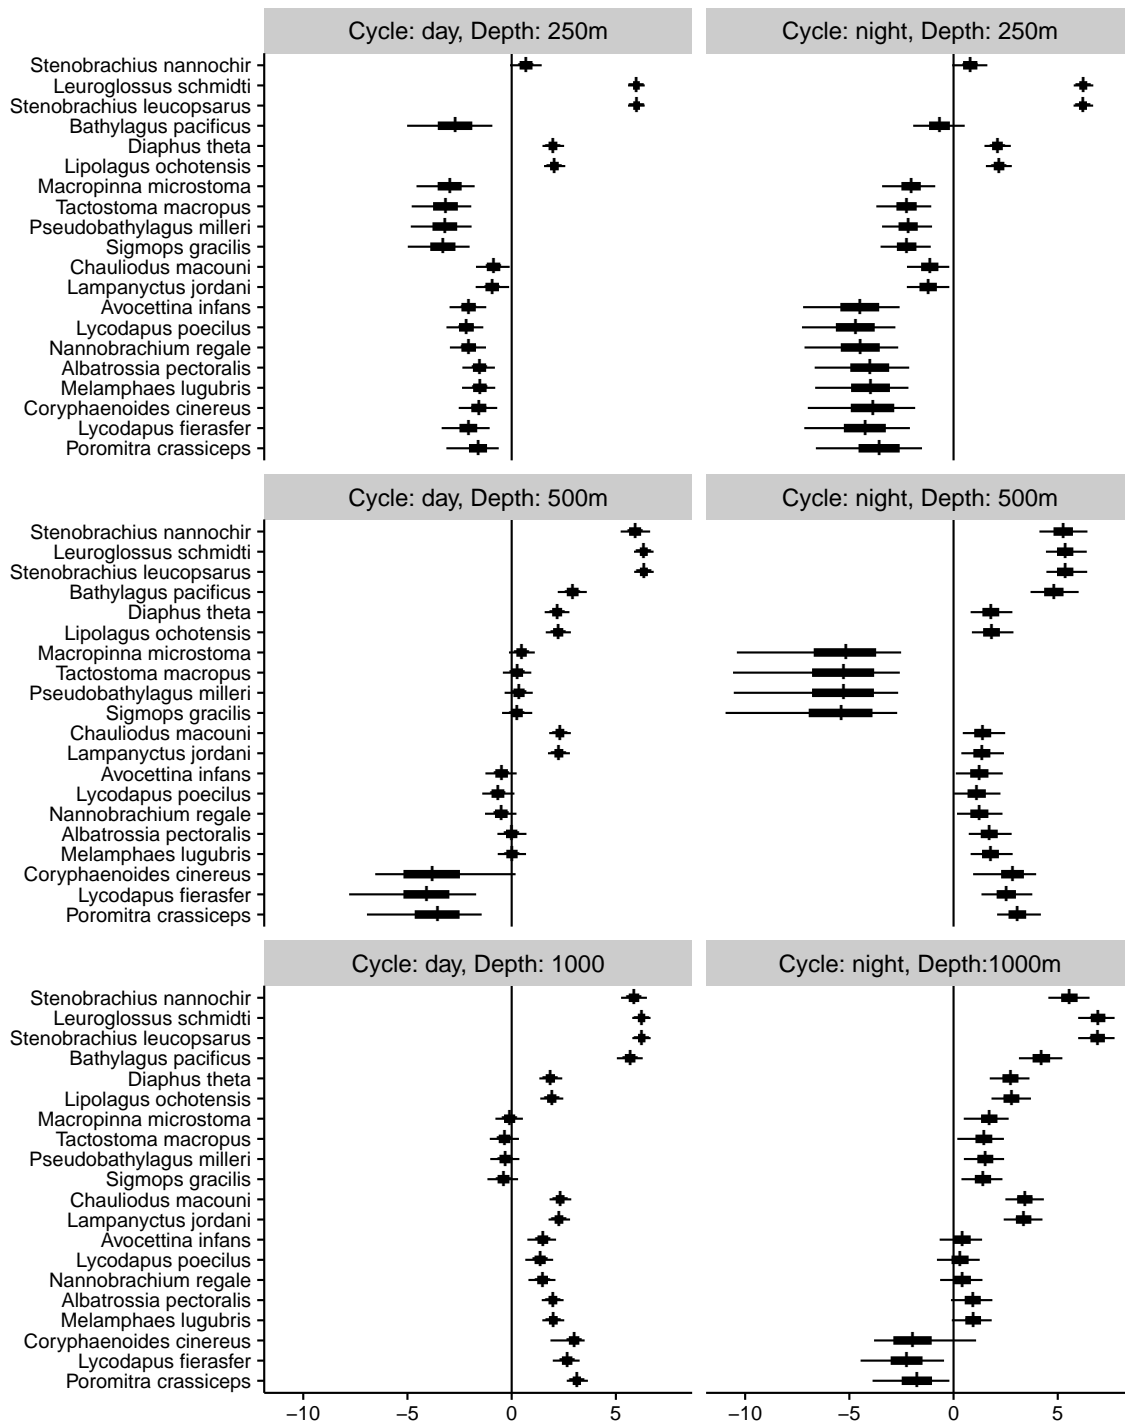 Cycle: day, Depth: 250m
Cycle: night, Depth: 250m
Stenobrachius nannochir
Leuroglossus schmidti
Stenobrachius leucopsarus
Bathylagus pacificus
Diaphus theta
Lipolagus ochotensis
Macropinna microstoma
Tactostoma macropus
Pseudobathylagus milleri
Sigmops gracilis
Chauliodus macouni
Lampanyctus jordani
Avocettina infans
Lycodapus poecilus
Nannobrachium regale
Albatrossia pectoralis
Melamphaes lugubris
Coryphaenoides cinereus
Lycodapus fierasfer
Poromitra crassiceps
Cycle: day, Depth: 500m
Cycle: night, Depth: 500m
Stenobrachius nannochir
Leuroglossus schmidti
Stenobrachius leucopsarus
Bathylagus pacificus
Diaphus theta
Lipolagus ochotensis
Macropinna microstoma
Tactostoma macropus
Pseudobathylagus milleri
Sigmops gracilis
Chauliodus macouni
Lampanyctus jordani
Avocettina infans
Lycodapus poecilus
Nannobrachium regale
Albatrossia pectoralis
Melamphaes lugubris
Coryphaenoides cinereus
Lycodapus fierasfer
Poromitra crassiceps
Cycle: day, Depth: 1000
Cycle: night, Depth:1000m
Stenobrachius nannochir
Leuroglossus schmidti
Stenobrachius leucopsarus
Bathylagus pacificus
Diaphus theta
Lipolagus ochotensis
Macropinna microstoma
Tactostoma macropus
Pseudobathylagus milleri
Sigmops gracilis
Chauliodus macouni
Lampanyctus jordani
Avocettina infans
Lycodapus poecilus
Nannobrachium regale
Albatrossia pectoralis
Melamphaes lugubris
Coryphaenoides cinereus
Lycodapus fierasfer
Poromitra crassiceps
−10 −5 0 5
−10 −5 0 5